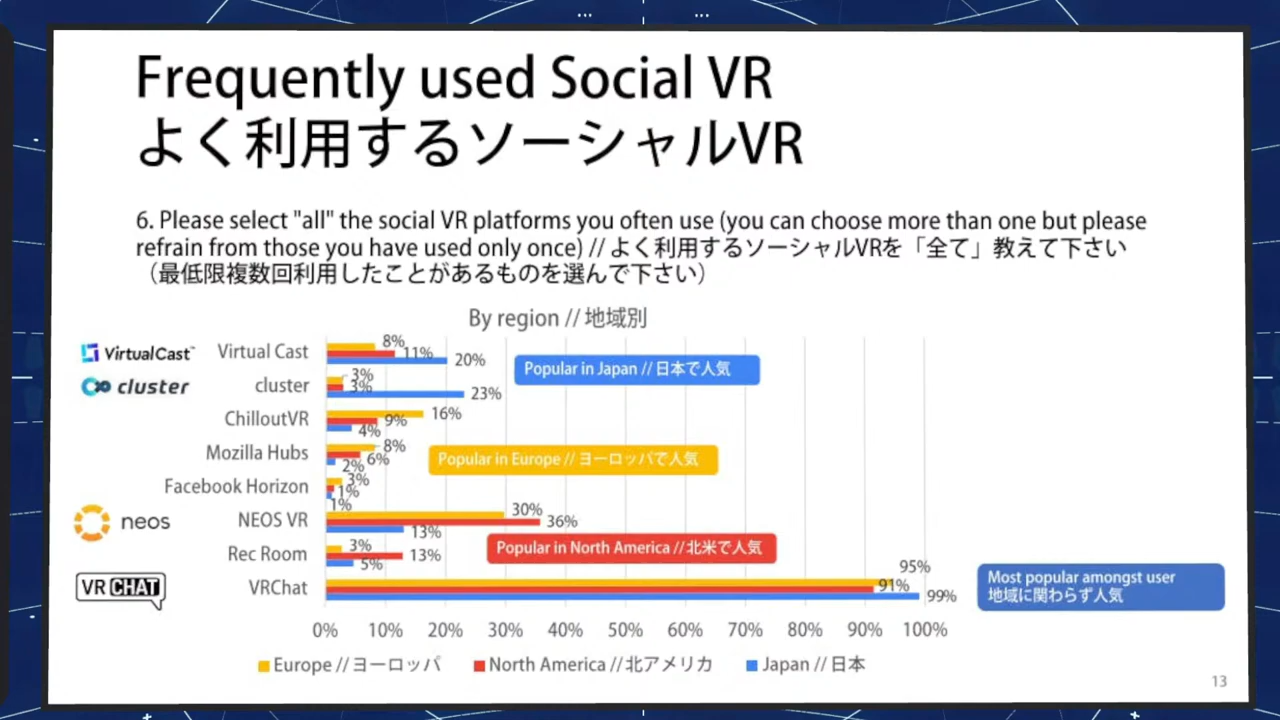 Frequently used Social VR
よく利用するソーシャルVR
6. Please select "all" the social VR platforms you often use (you can choose more than one but please
refrain from those you have used only once) // よく利用するソーシャルVRを「全て」教えて下さい
（最低限複数回利用したことがあるものを選んで下さい）
By region // 地域別
VirtualCast™ Virtual Cast 8% 11% 20%
Popular in Japan // 日本で人気
cluster cluster 3% 3% 23%
ChilloutVR 16% 9% 4%
Mozilla Hubs 8% 6% 2%
Popular in Europe // ヨーロッパで人気
Facebook Horizon 3% 1% 1%
neos NEOS VR 30% 36% 13%
Popular in North America // 北米で人気
Rec Room 3% 13% 5%
VRCHAT VRChat 95% 91% 99%
Most popular amongst user
地域に関わらず人気
0% 10% 20% 30% 40% 50% 60% 70% 80% 90% 100%
Europe // ヨーロッパ North America // 北アメリカ Japan // 日本
13